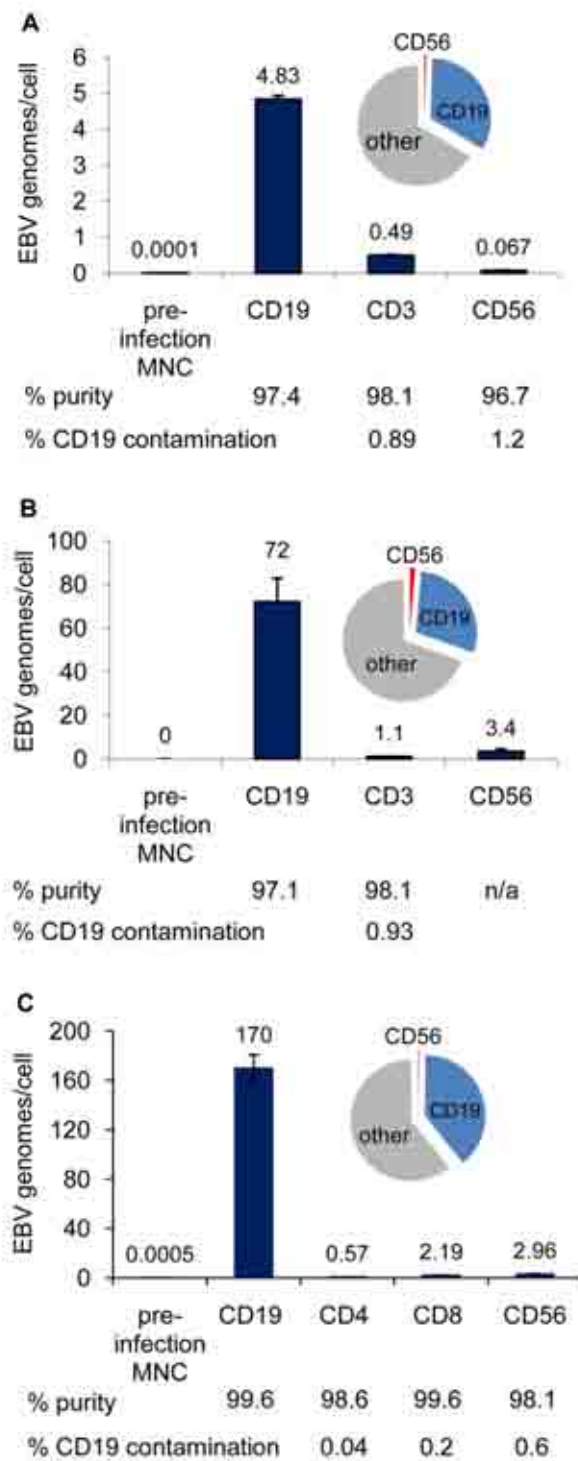 A
CD56
6
4.83
5
CD19
4
other
3
2
1
0.0001
0.49
0.067
0
EBV genomes/cell
pre-
infection
MNC
CD19
CD3
CD56
% purity 97.4 98.1 96.7
% CD19 contamination 0.89 1.2
B
100
72
CD56
80
CD19
60
other
40
20
0
1.1
3.4
0
EBV genomes/cell
pre-
infection
MNC
CD19
CD3
CD56
% purity 97.1 98.1 n/a
% CD19 contamination 0.93
C
200
170
CD56
160
CD19
120
other
80
40
0.0005
0.57
2.19
2.96
0
EBV genomes/cell
pre-
infection
MNC
CD19
CD4
CD8
CD56
% purity 99.6 98.6 99.6 98.1
% CD19 contamination 0.04 0.2 0.6